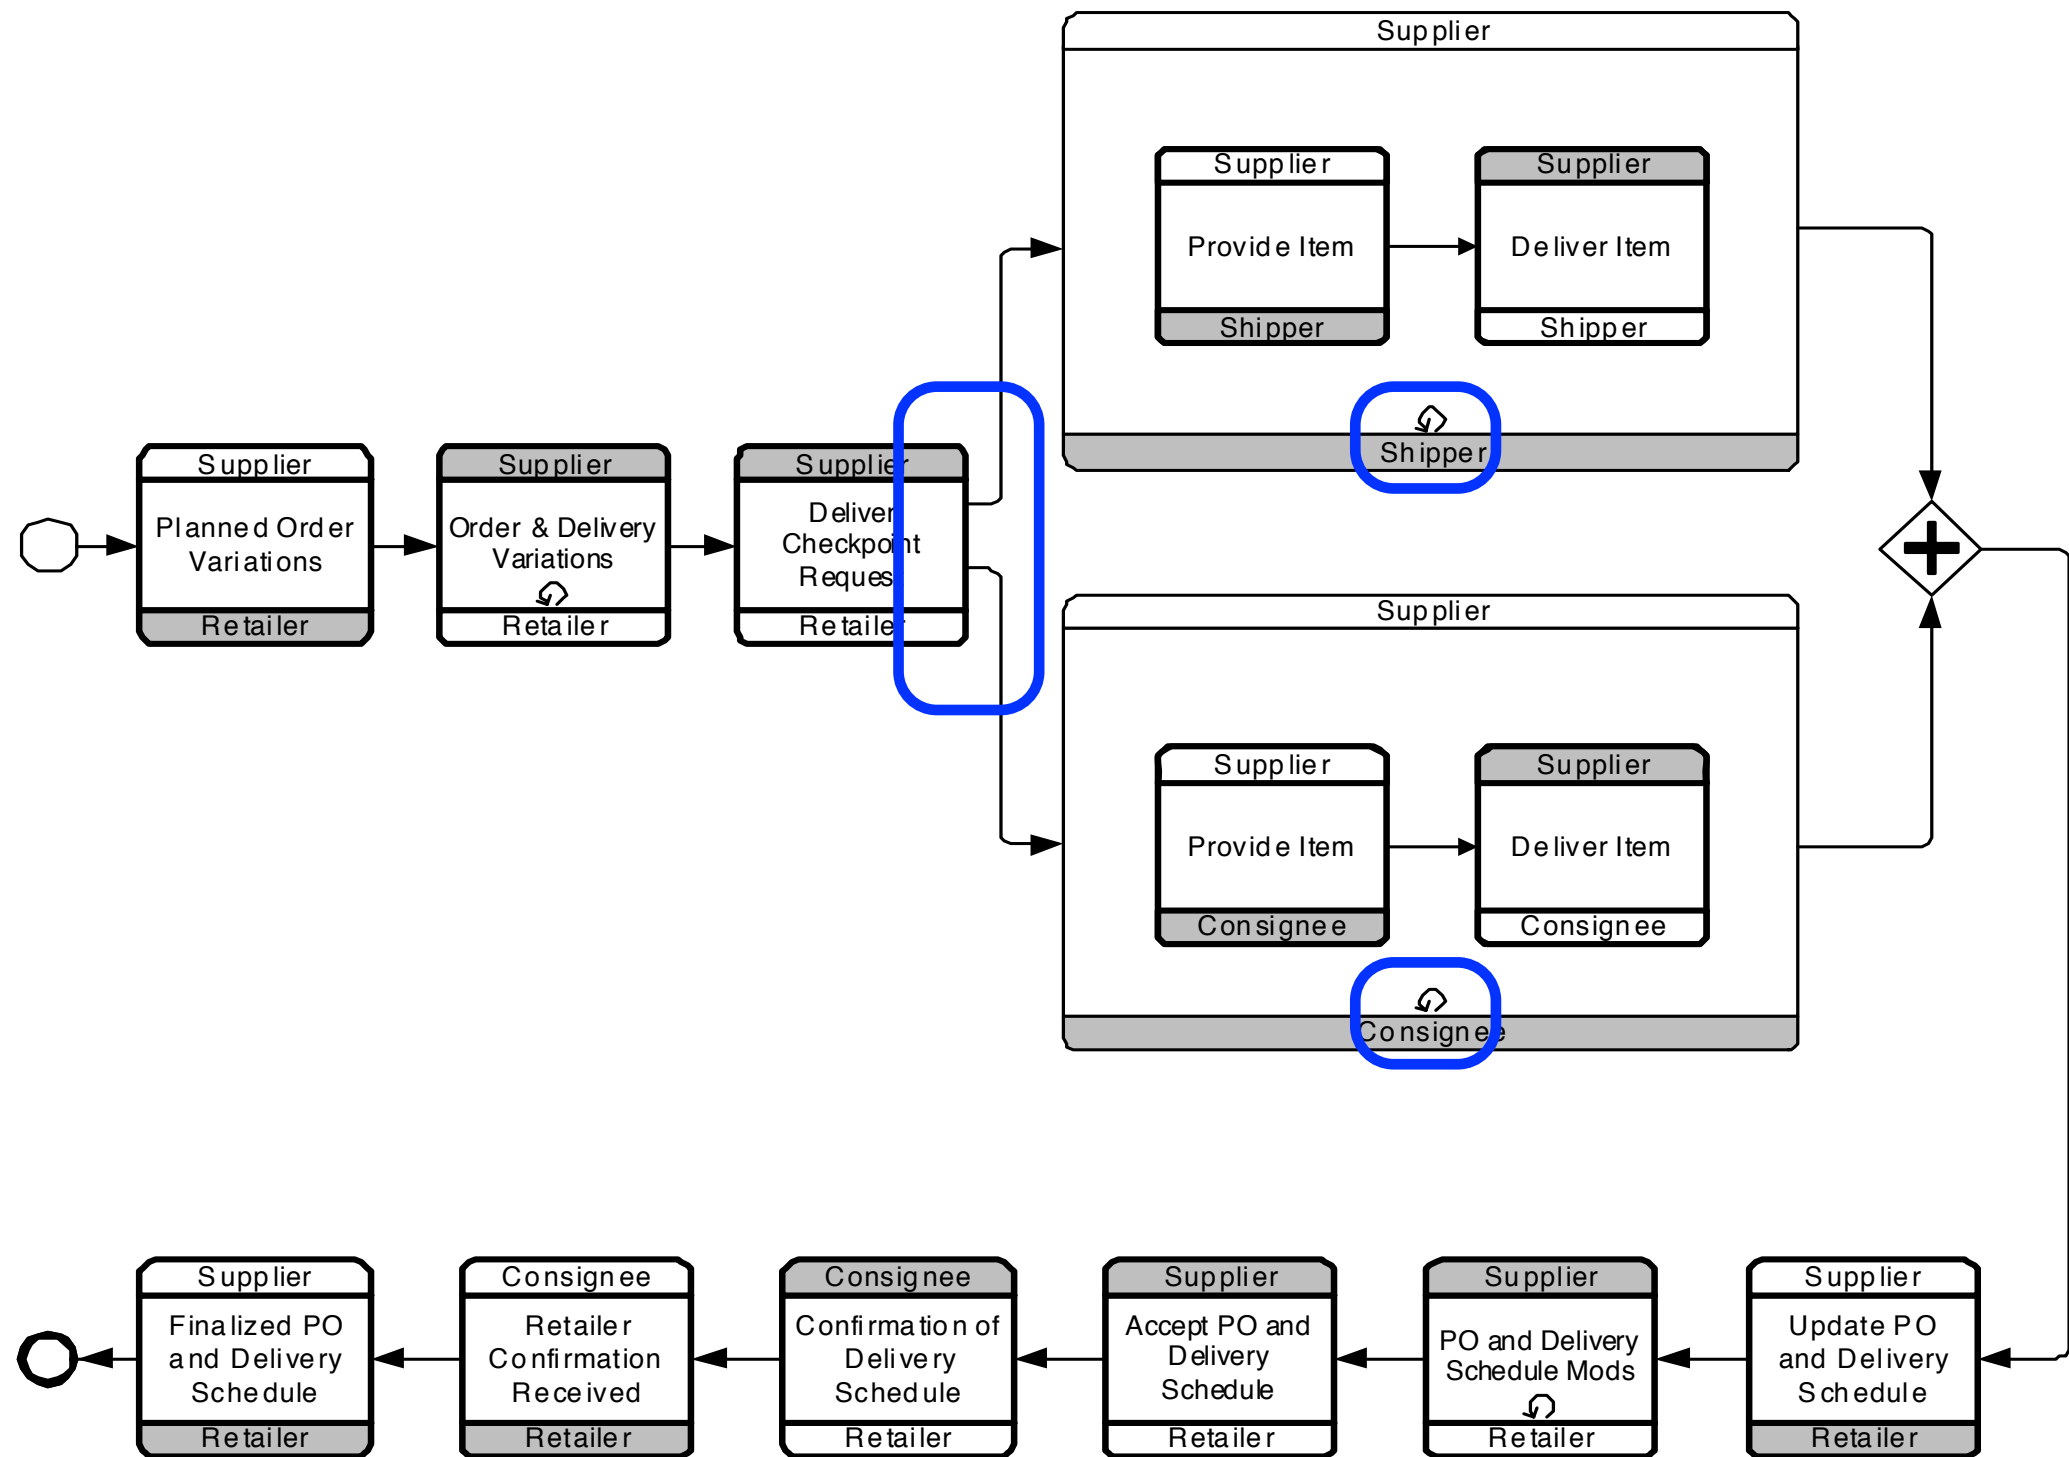 Supplier
Supplier
Provide Item
Shipper
Supplier
Deliver Item
Shipper
Shipper
Supplier
Planned Order
Variations
Retailer
Supplier
Order & Delivery
Variations
Retailer
Supplier
Deliver
Checkpoint
Request
Retailer
Supplier
Supplier
Provide Item
Consignee
Supplier
Deliver Item
Consignee
Consignee
Supplier
Update PO
and Delivery
Schedule
Retailer
Supplier
PO and Delivery
Schedule Mods
Retailer
Supplier
Accept PO and
Delivery
Schedule
Retailer
Consignee
Confirmation of
Delivery
Schedule
Retailer
Consignee
Retailer
Confirmation
Received
Retailer
Supplier
Finalized PO
and Delivery
Schedule
Retailer